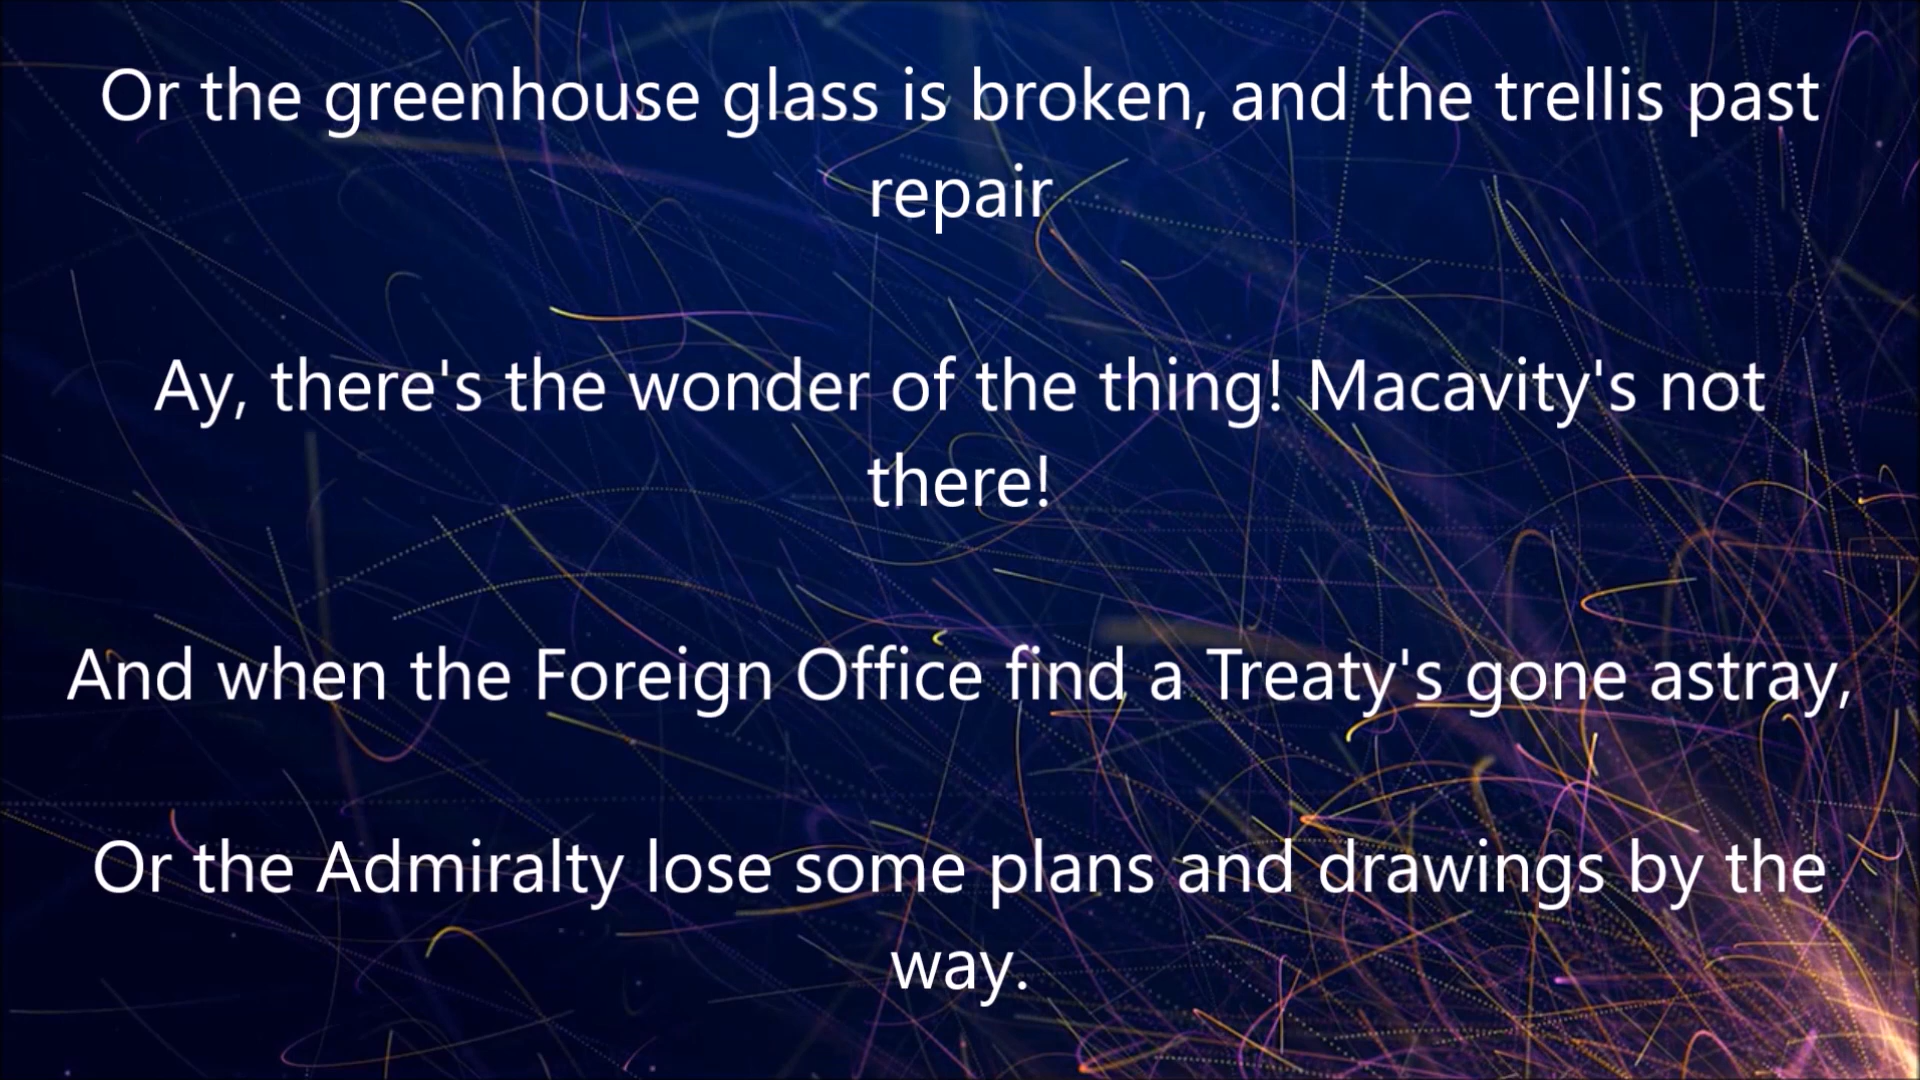 Or the greenhouse glass is broken, and the trellis past
repair
Ay, there's the wonder of the thing! Macavity's not
there!
And when the Foreign Office find a Treaty's gone astray,
Or the Admiralty lose some plans and drawings by the
way.